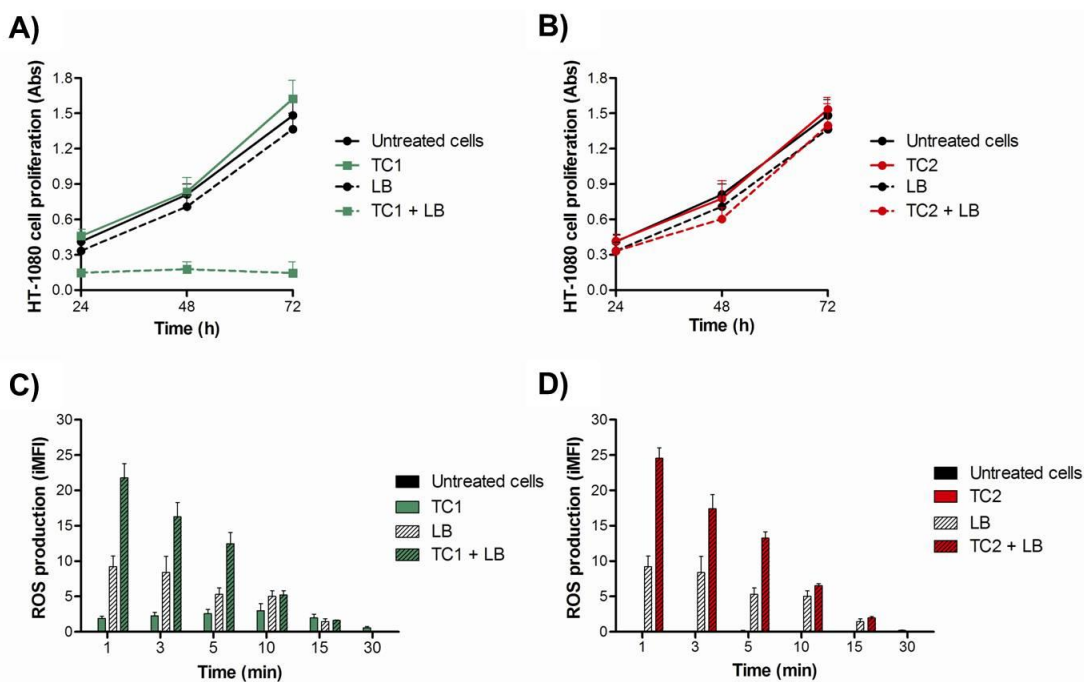 A)
HT-1080 cell proliferation (Abs)
1.8
1.5
1.2
0.9
0.6
0.3
0.0
24
48
72
Time (h)
Untreated cells
TC1
LB
TC1 + LB
B)
HT-1080 cell proliferation (Abs)
1.8
1.5
1.2
0.9
0.6
0.3
0.0
24
48
72
Time (h)
Untreated cells
TC2
LB
TC2 + LB
C)
ROS production (iMFI)
30
25
20
15
10
5
0
1
3
5
10
15
30
Time (min)
Untreated cells
TC1
LB
TC1 + LB
D)
ROS production (iMFI)
30
25
20
15
10
5
0
1
3
5
10
15
30
Time (min)
Untreated cells
TC2
LB
TC2 + LB